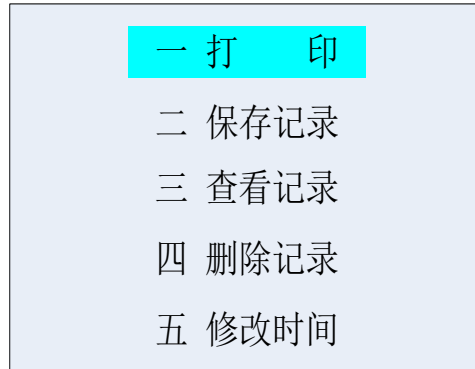 一 打　　印
二 保存记录
三 查看记录
四 删除记录
五 修改时间